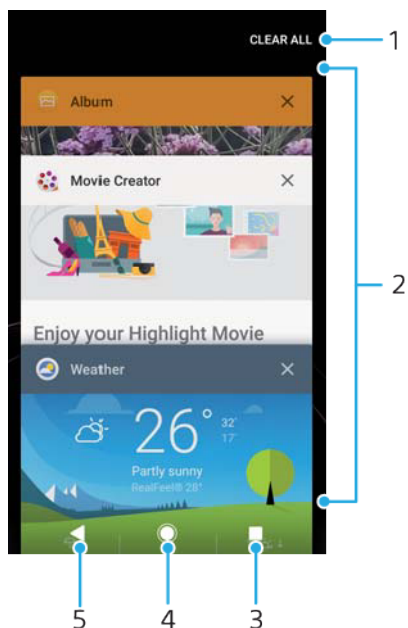 CLEAR ALL
1
Album
Movie Creator
2
Enjoy your Highlight Movie
Weather
26° 32°
17°
Partly sunny
RealFeel® 28°
5 4 3